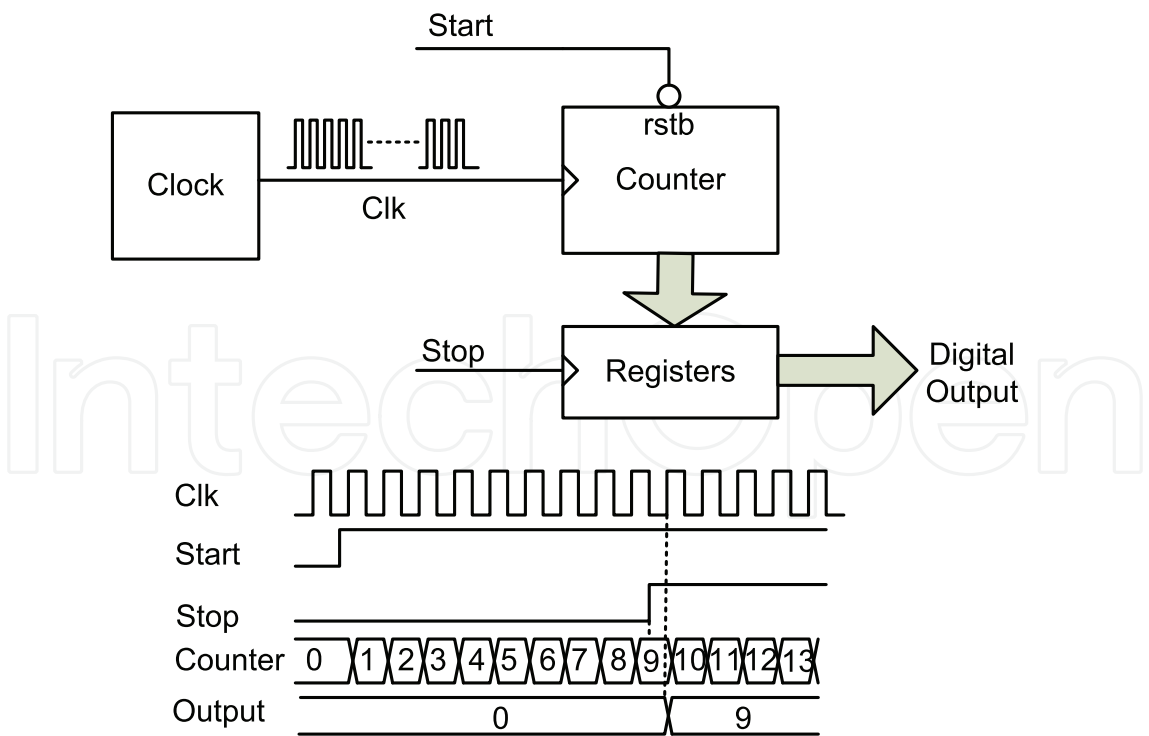 Start
rstb
Clock
Counter
Clk
Stop
Registers
Digital
Output
IntechOpen
Clk
Start
Stop
Counter 0 1 2 3 4 5 6 7 8 9 10 11 12 13
Output 0 9